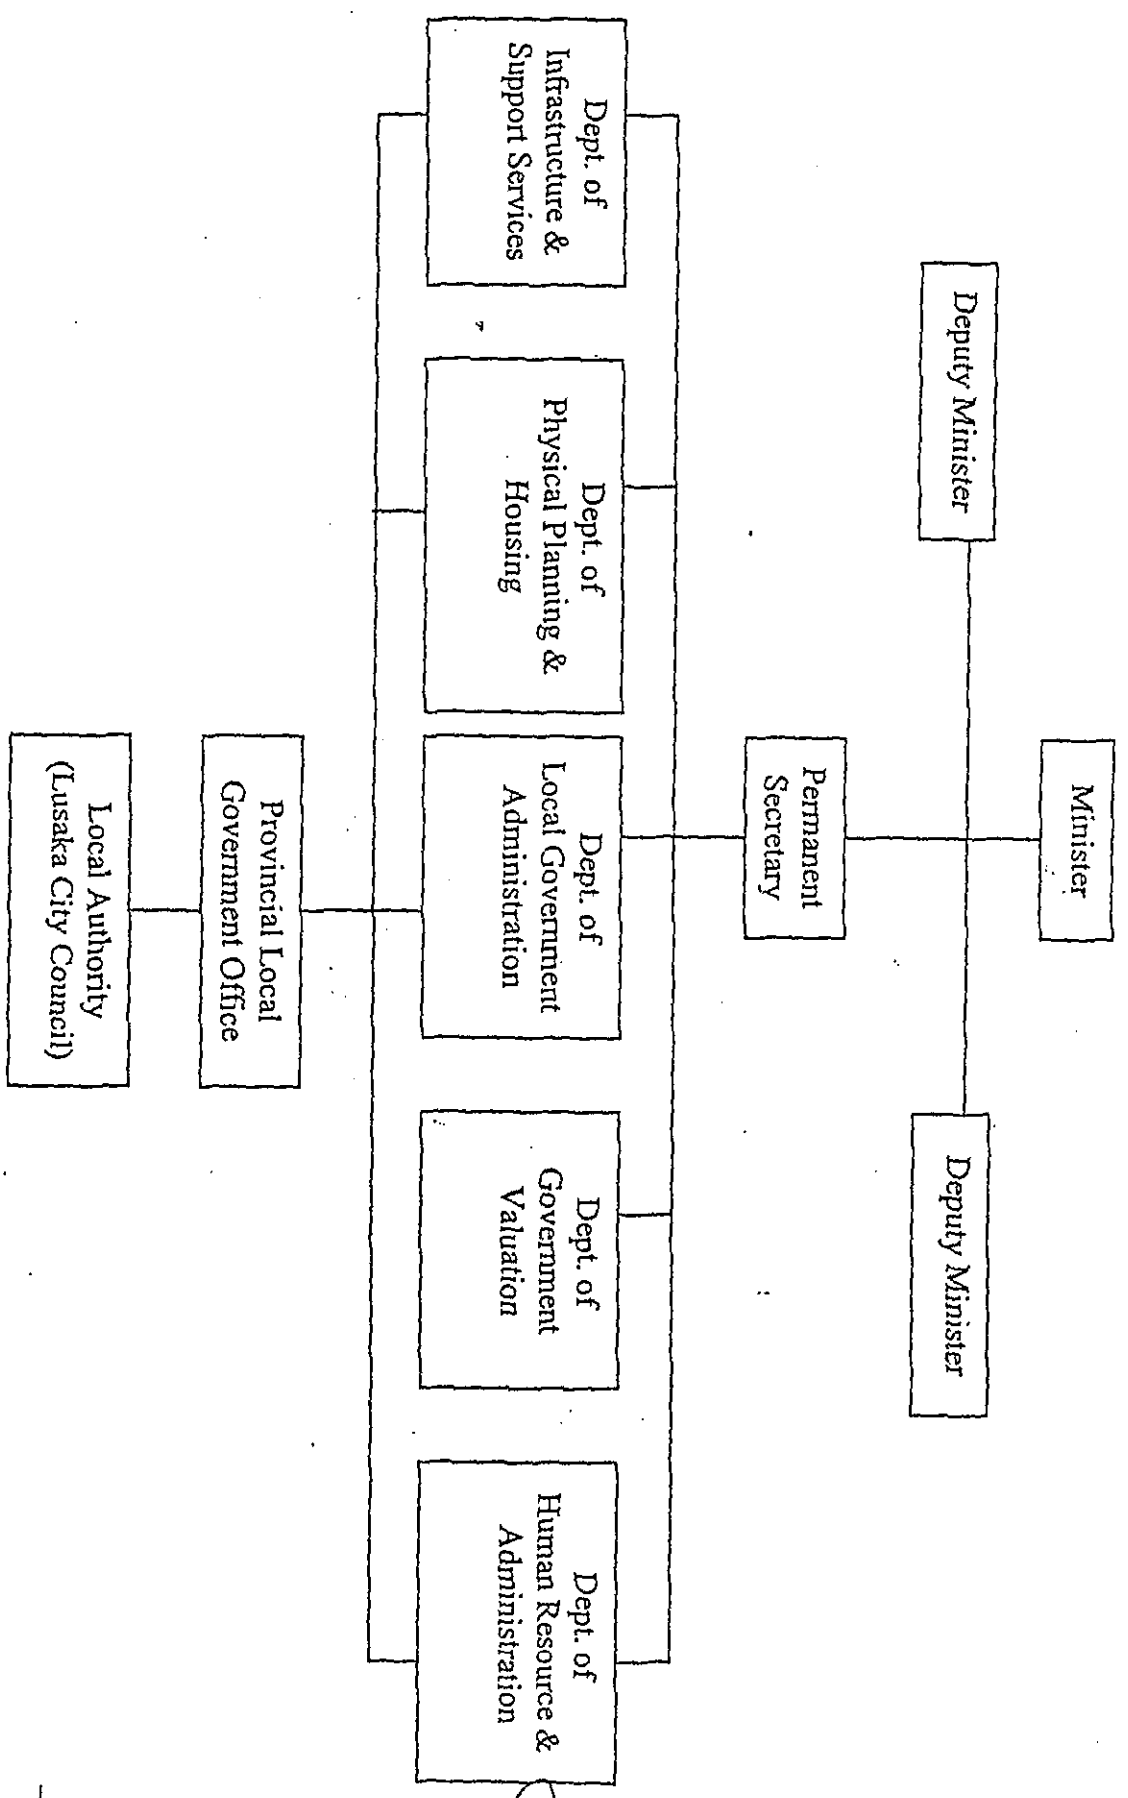 Minister
Deputy Minister
Deputy Minister
Permanent
Secretary
Dept. of
Infrastructure &
Support Services
Dept. of
Physical Planning &
Housing
Dept. of
Local Government
Administration
Dept. of
Government
Valuation
Dept. of
Human Resource &
Administration
Provincial Local
Government Office
Local Authority
(Lusaka City Council)